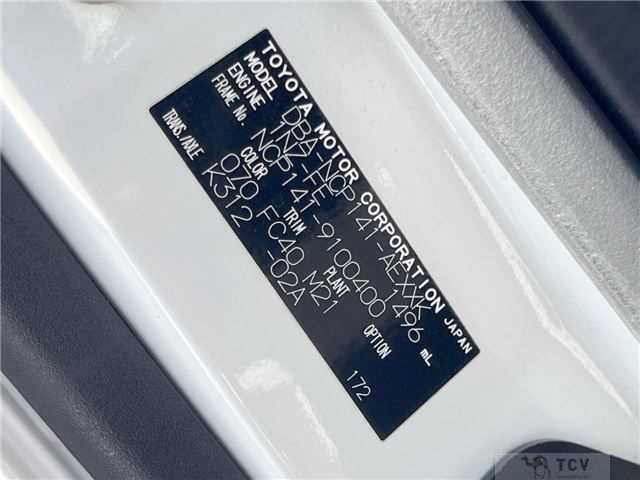 TOYOTA MOTOR CORPORATION JAPAN
MODEL DBA-NCP141-AEXXK
ENGINE 1NZ-FE 1496 mL
FRAME No. NCP141-9100400
COLOR TRIM PLANT OPTION
070 FC40 M21 172
TRANS./AXLE K312 -02A
TCV